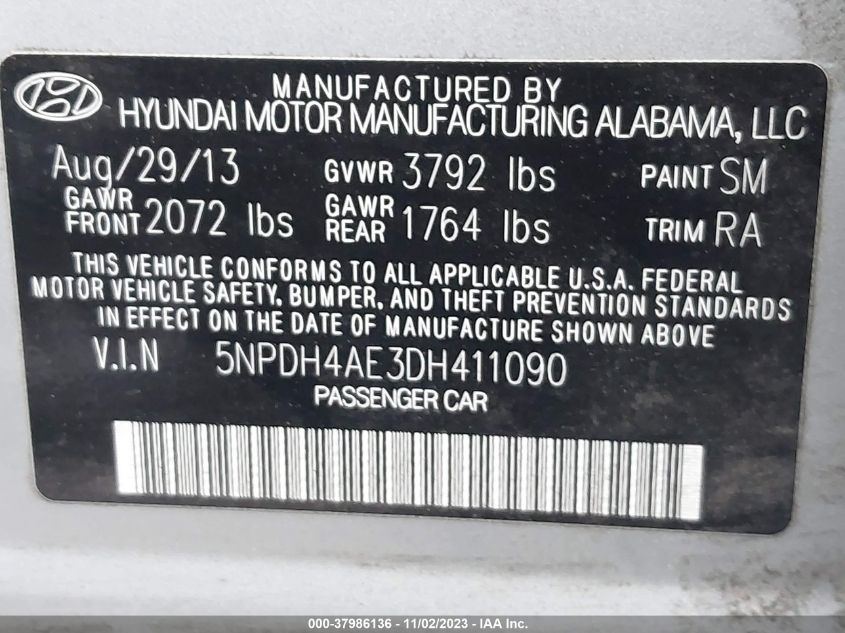 MANUFACTURED BY
HYUNDAI MOTOR MANUFACTURING ALABAMA, LLC
Aug/29/13 GVWR 3792 lbs PAINT SM
GAWR FRONT 2072 lbs GAWR REAR 1764 lbs TRIM RA
THIS VEHICLE CONFORMS TO ALL APPLICABLE U.S.A. FEDERAL
MOTOR VEHICLE SAFETY, BUMPER, AND THEFT PREVENTION STANDARDS
IN EFFECT ON THE DATE OF MANUFACTURE SHOWN ABOVE
V.I.N 5NPDH4AE3DH411090
PASSENGER CAR
000-37986136 - 11/02/2023 - IAA Inc.